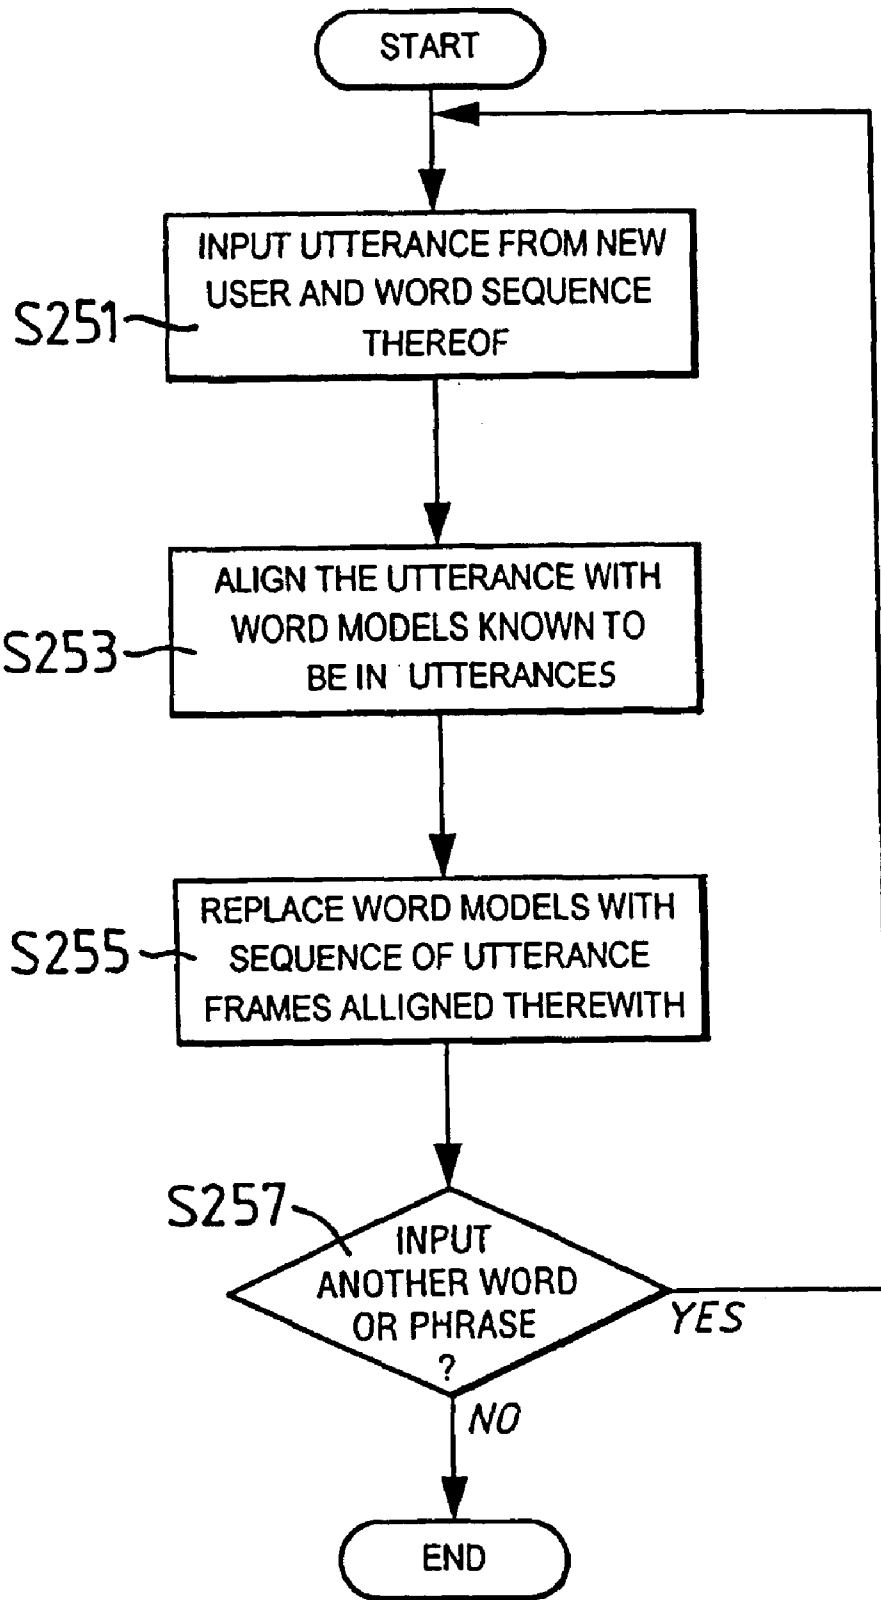 START
INPUT UTTERANCE FROM NEW
USER AND WORD SEQUENCE
THEREOF
S251
ALIGN THE UTTERANCE WITH
WORD MODELS KNOWN TO
BE IN UTTERANCES
S253
REPLACE WORD MODELS WITH
SEQUENCE OF UTTERANCE
FRAMES ALLIGNED THEREWITH
S255
S257
INPUT
ANOTHER WORD
OR PHRASE
?
YES
NO
END